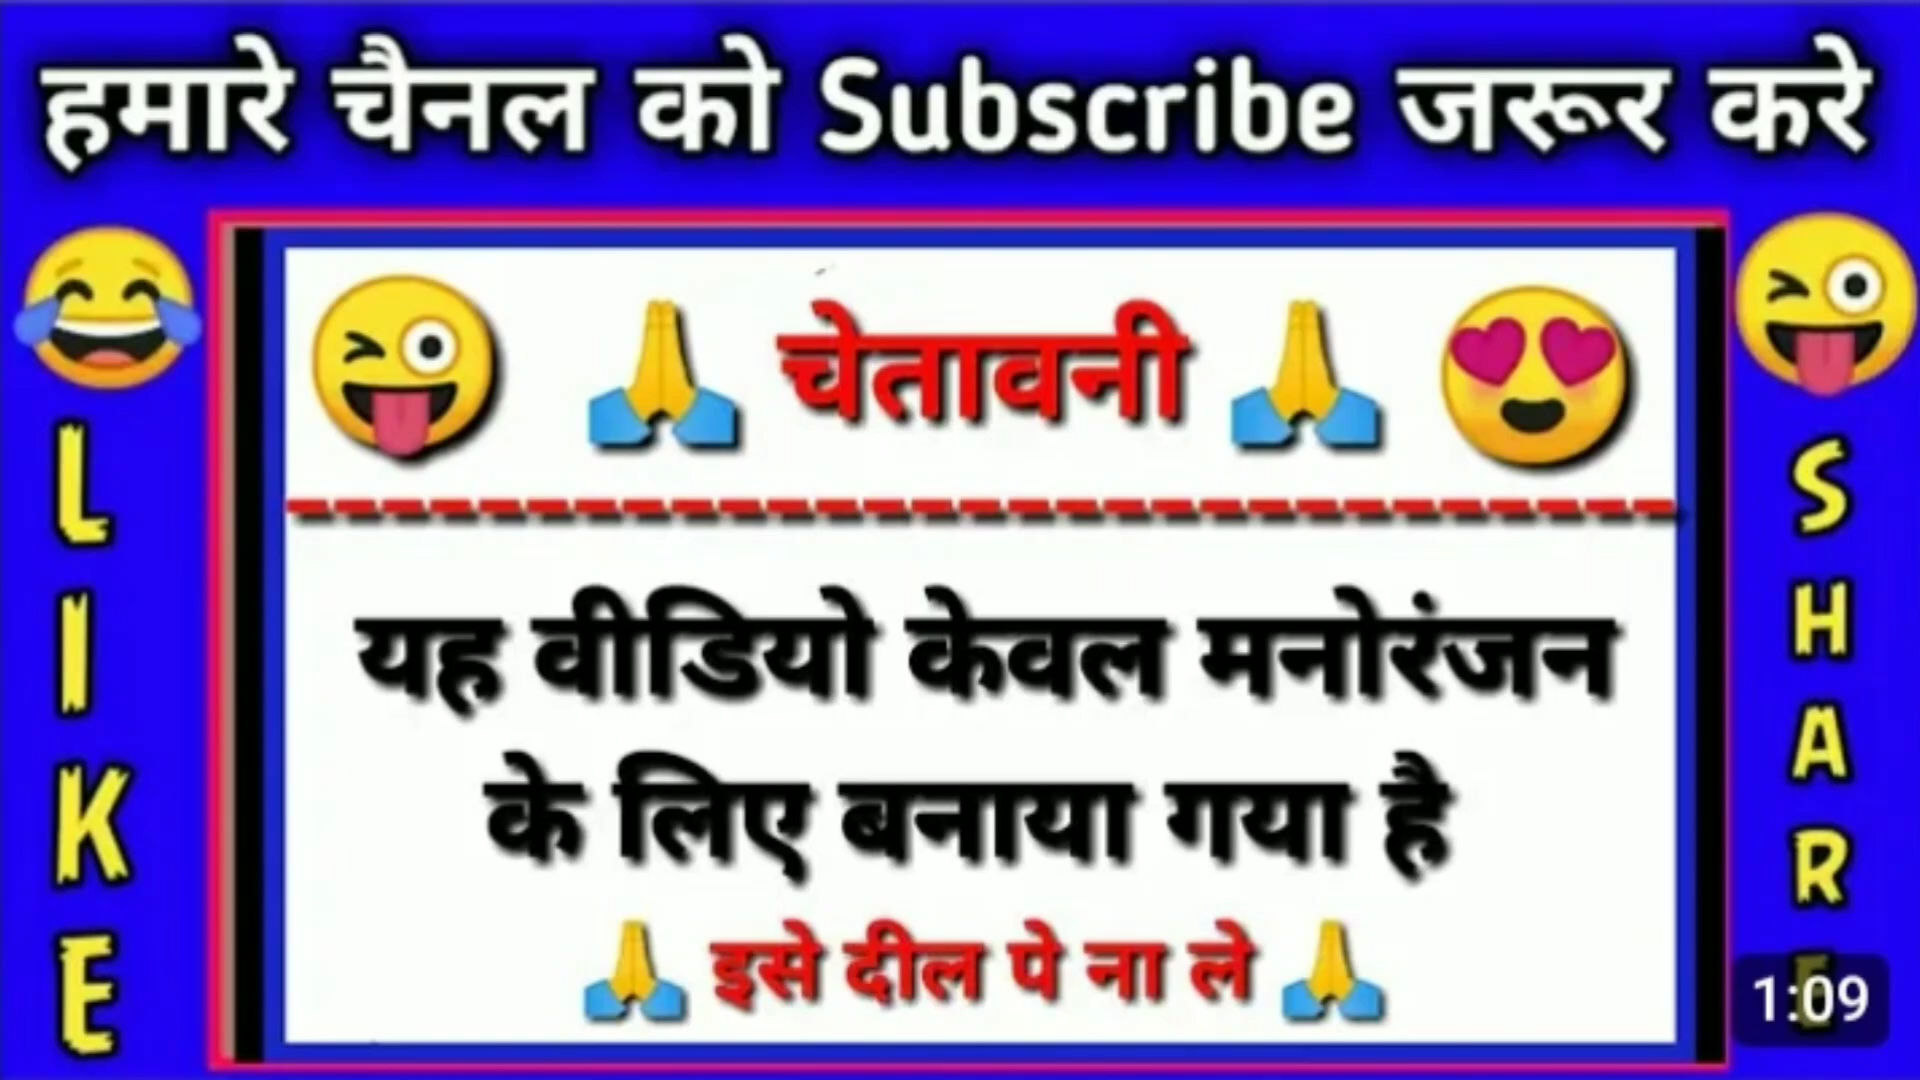 हमारे चैनल को Subscribe जरूर करे
चेतावनी
यह वीडियो केवल मनोरंजन
के लिए बनाया गया है
इसे दील पे ना ले
LIKE
SHARE
1:09